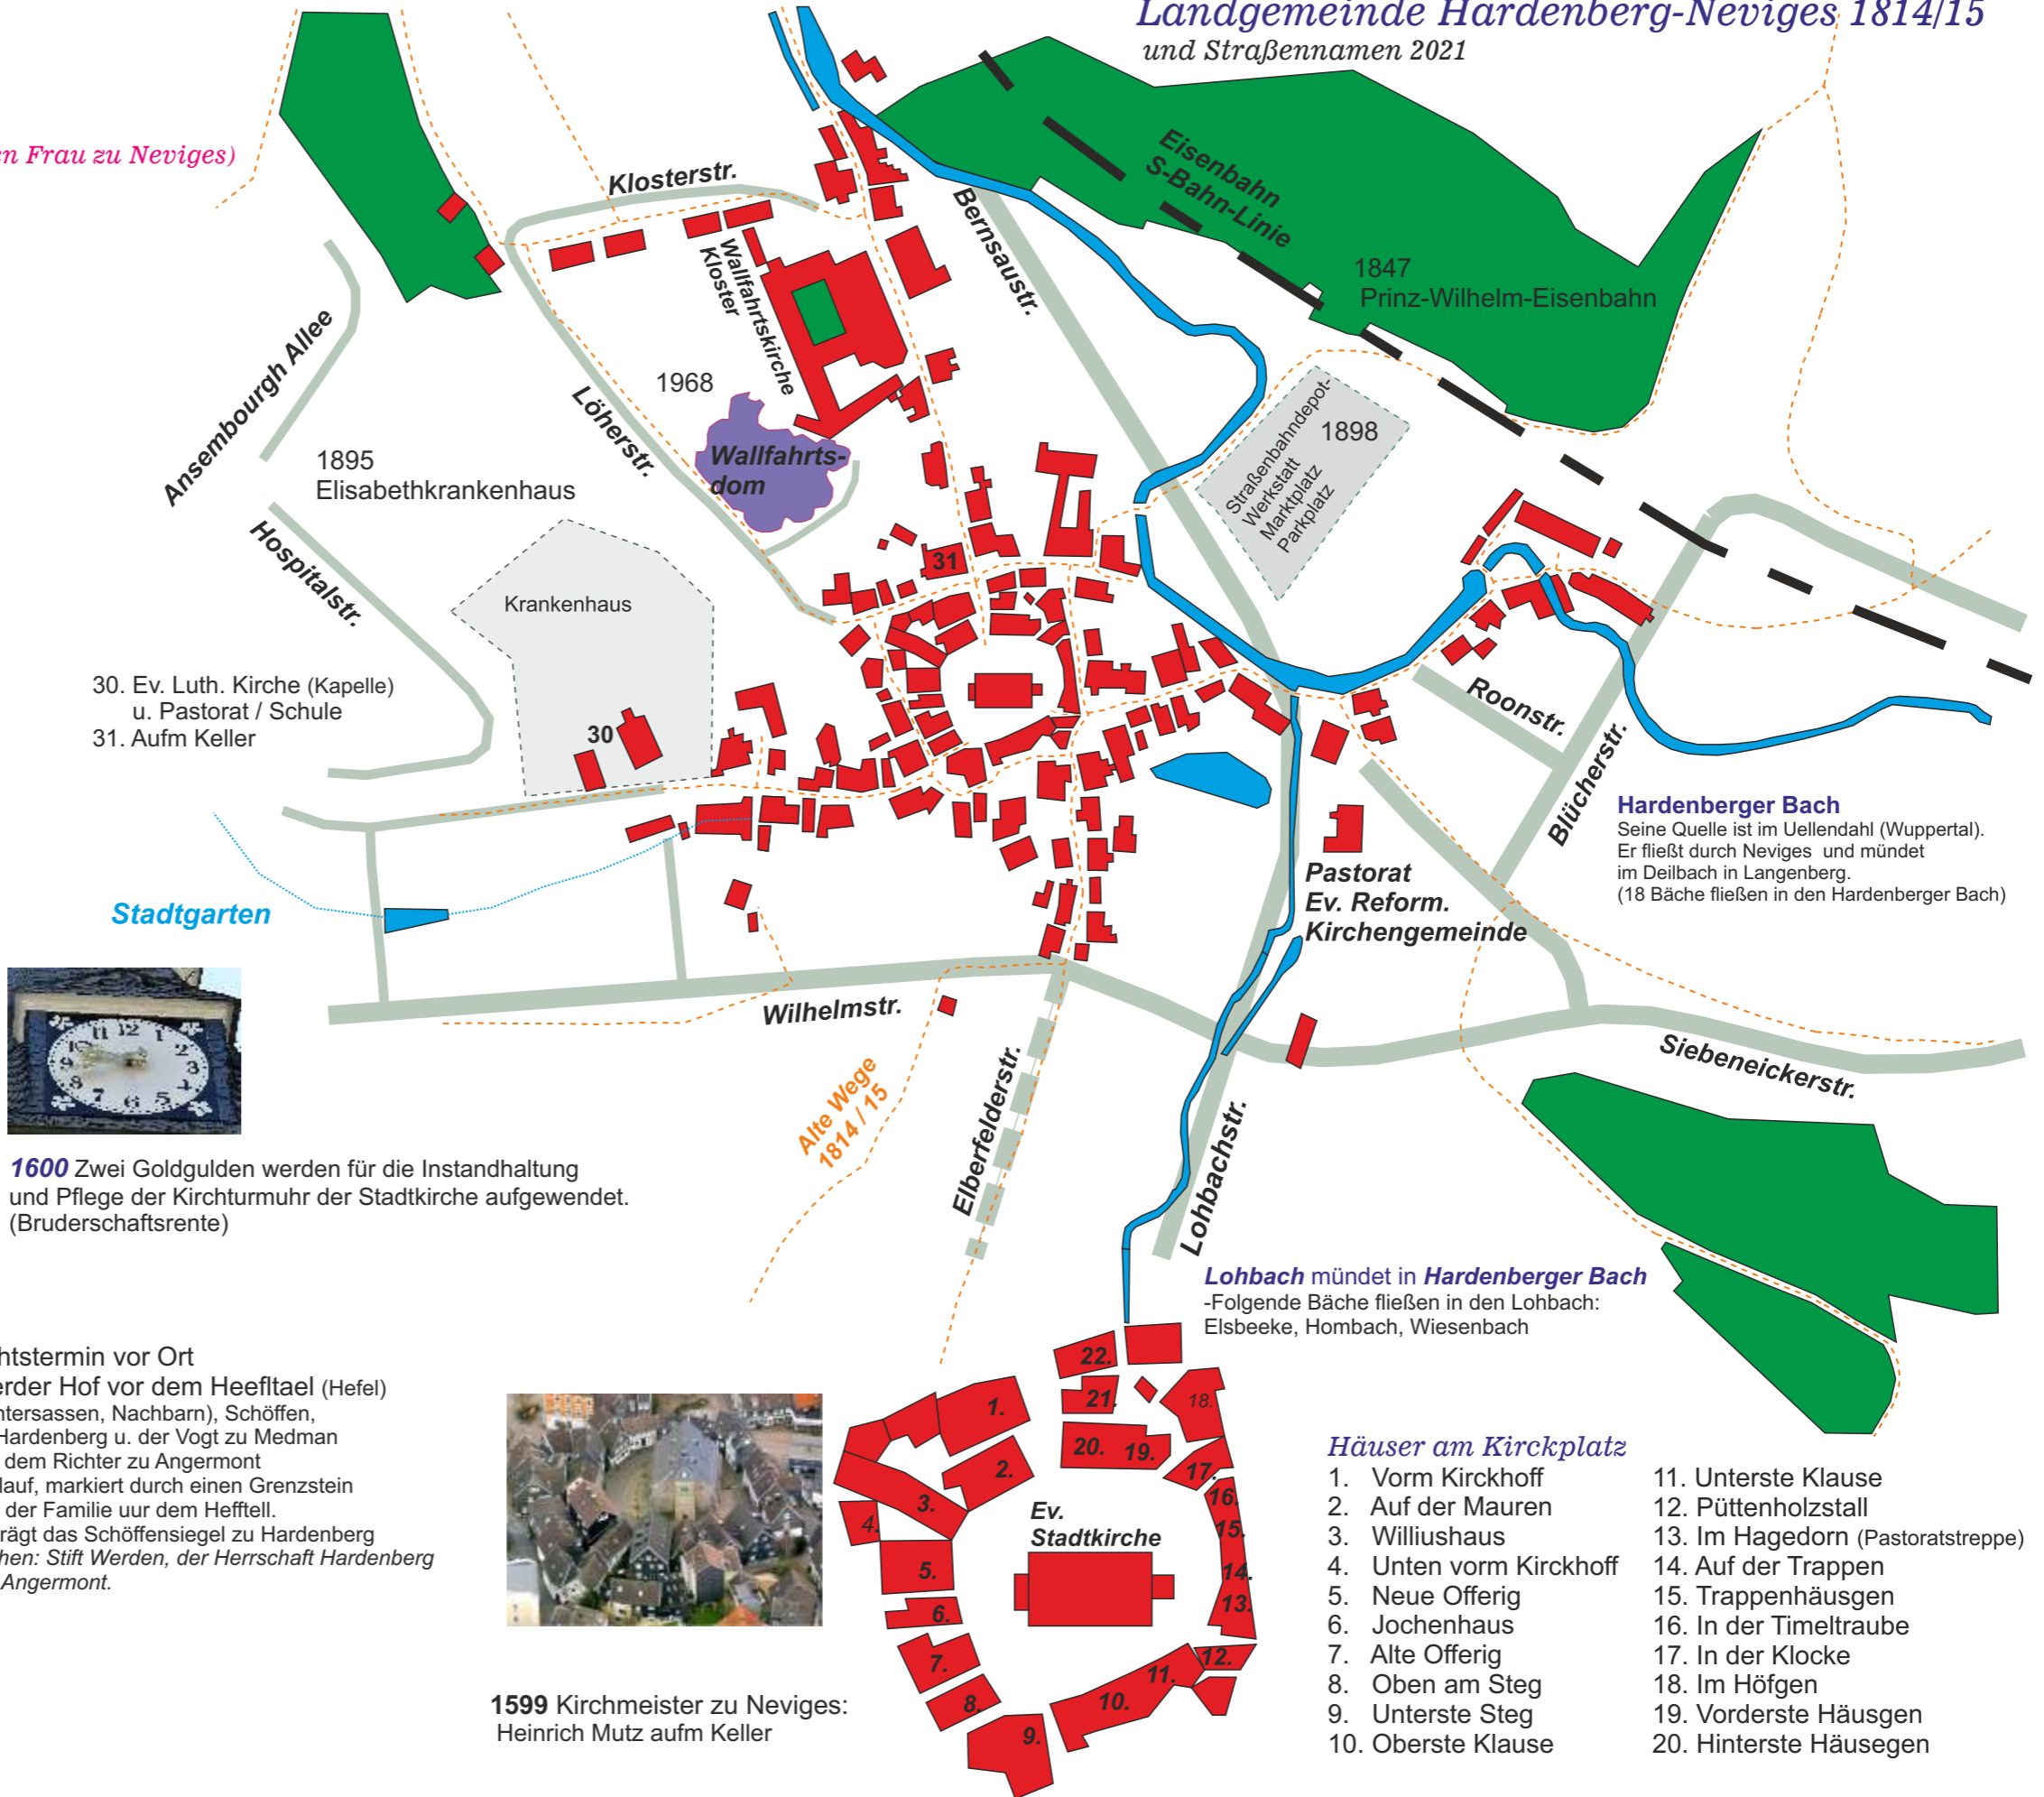 Landgemeinde Hardenberg-Neviges 1814/15
und Straßennamen 2021
Frau zu Neviges)
Klosterstr.
Wallfahrtskirche
Kloster
Bernsaustr.
Eisenbahn
S-Bahn-Linie
1847
Prinz-Wilhelm-Eisenbahn
Ansembourgh Allee
Löherstr.
1968
Wallfahrts-
dom
1895
Elisabethkrankenhaus
Hospitalstr.
Krankenhaus
Straßenbahndepot-
Werkstatt
Marktplatz
Parkplatz
1898
31
30
30. Ev. Luth. Kirche (Kapelle)
u. Pastorat / Schule
31. Aufm Keller
Roonstr.
Blücherstr.
Hardenberger Bach
Seine Quelle ist im Uellendahl (Wuppertal).
Er fließt durch Neviges und mündet
im Deilbach in Langenberg.
(18 Bäche fließen in den Hardenberger Bach)
Pastorat
Ev. Reform.
Kirchengemeinde
Stadtgarten
Wilhelmstr.
Siebeneickerstr.
Alte Wege
1814 / 15
Elberfelderstr.
Lohbachstr.
11 12 1
10 2
9 3
8 4
7 6 5
1600 Zwei Goldgulden werden für die Instandhaltung
und Pflege der Kirchturmuhr der Stadtkirche aufgewendet.
(Bruderschaftsrente)
Lohbach mündet in Hardenberger Bach
-Folgende Bäche fließen in den Lohbach:
Elsbeeke, Hombach, Wiesenbach
htstermin vor Ort
erder Hof vor dem Heefltael (Hefel)
ntersassen, Nachbarn), Schöffen,
Hardenberg u. der Vogt zu Medman
dem Richter zu Angermont
lauf, markiert durch einen Grenzstein
der Familie uur dem Hefftell.
rägt das Schöffensiegel zu Hardenberg
hen: Stift Werden, der Herrschaft Hardenberg
Angermont.
1599 Kirchmeister zu Neviges:
Heinrich Mutz aufm Keller
22.
21.
20.
19.
18.
17.
16.
15.
14.
13.
12.
11.
10.
9.
8.
7.
6.
5.
4.
3.
2.
1.
Ev.
Stadtkirche
Häuser am Kirckplatz
1. Vorm Kirckhoff
2. Auf der Mauren
3. Williushaus
4. Unten vorm Kirckhoff
5. Neue Offerig
6. Jochenhaus
7. Alte Offerig
8. Oben am Steg
9. Unterste Steg
10. Oberste Klause
11. Unterste Klause
12. Püttenholzstall
13. Im Hagedorn (Pastoratstreppe)
14. Auf der Trappen
15. Trappenhäusgen
16. In der Timeltraube
17. In der Klocke
18. Im Höfgen
19. Vorderste Häusgen
20. Hinterste Häusegen